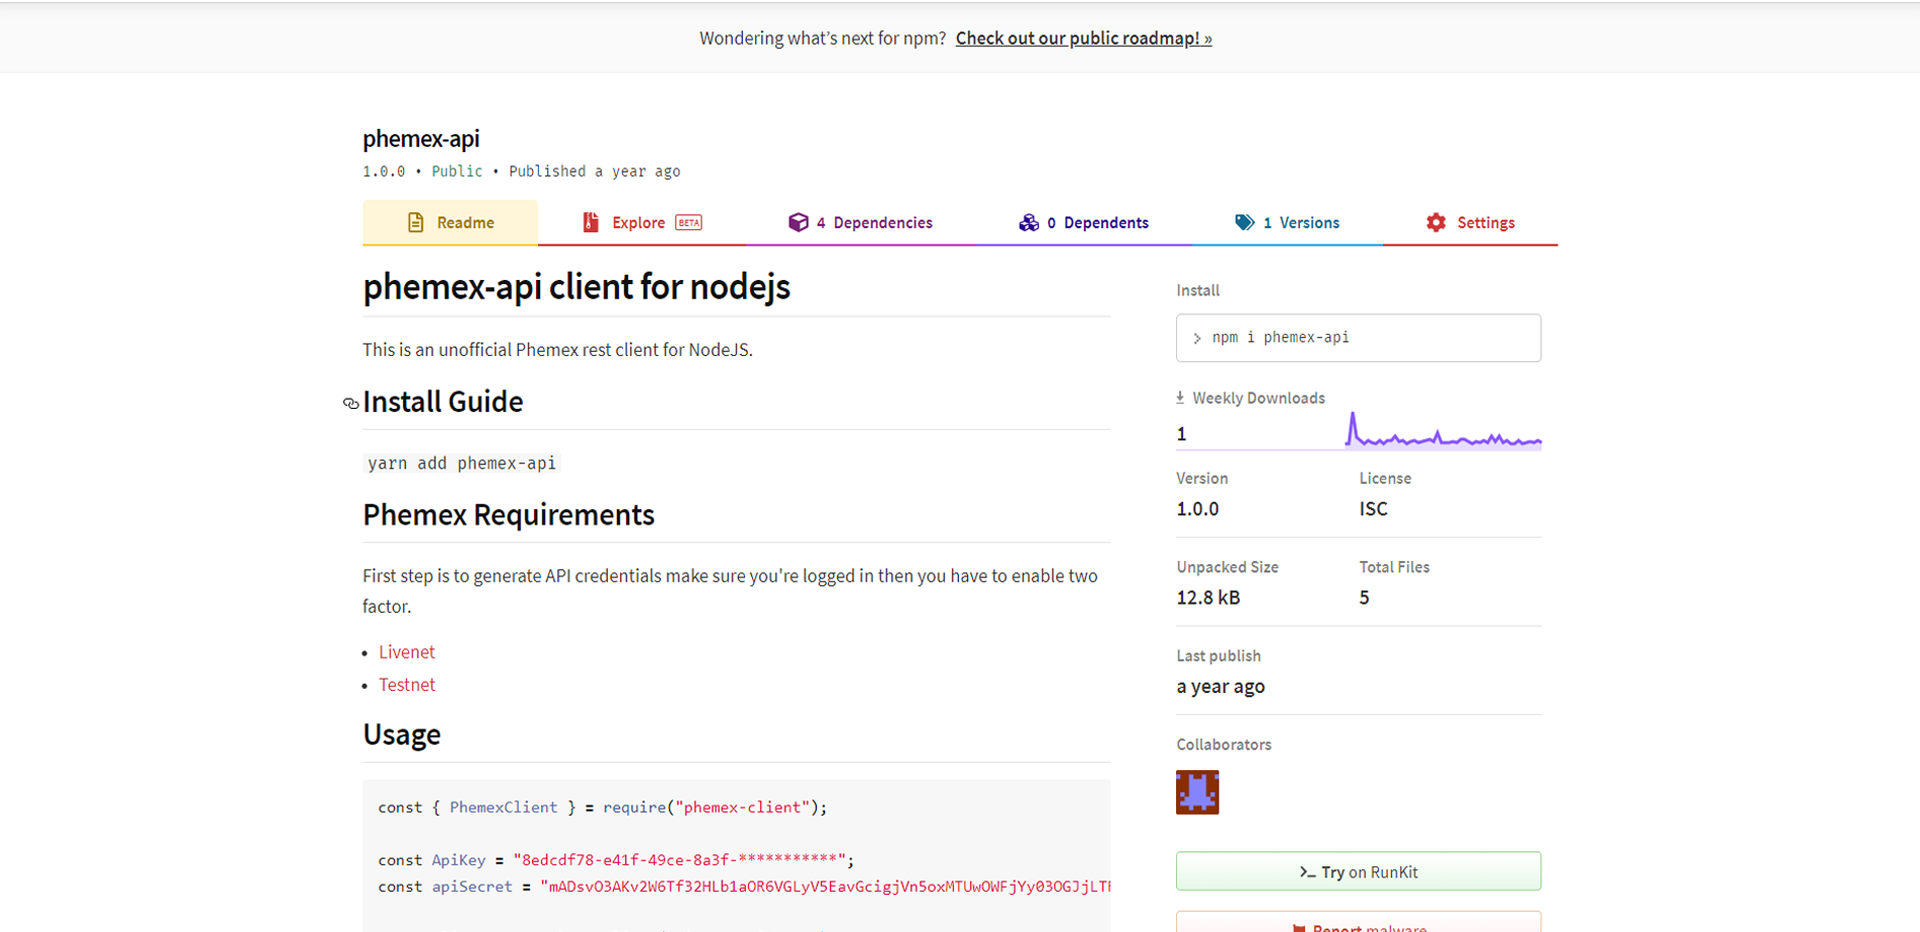 Wondering what's next for npm? Check out our public roadmap! »
phemex-api
1.0.0 • Public • Published a year ago
Readme
Explore BETA
4 Dependencies
0 Dependents
1 Versions
Settings
phemex-api client for nodejs
This is an unofficial Phemex rest client for NodeJS.
Install Guide
yarn add phemex-api
Phemex Requirements
First step is to generate API credentials make sure you're logged in then you have to enable two
factor.
• Livenet
• Testnet
Usage
const { PhemexClient } = require("phemex-client");
const ApiKey = "8edcdf78-e41f-49ce-8a3f-***********";
const apiSecret = "mADsvO3AKv2W6Tf32HLb1aOR6VGLyV5EavGcigjVn5oxMTUwOWFjYy03OGJjLT
Install
> npm i phemex-api
Weekly Downloads
1
Version
1.0.0
License
ISC
Unpacked Size
12.8 kB
Total Files
5
Last publish
a year ago
Collaborators
Try on RunKit
Report malware